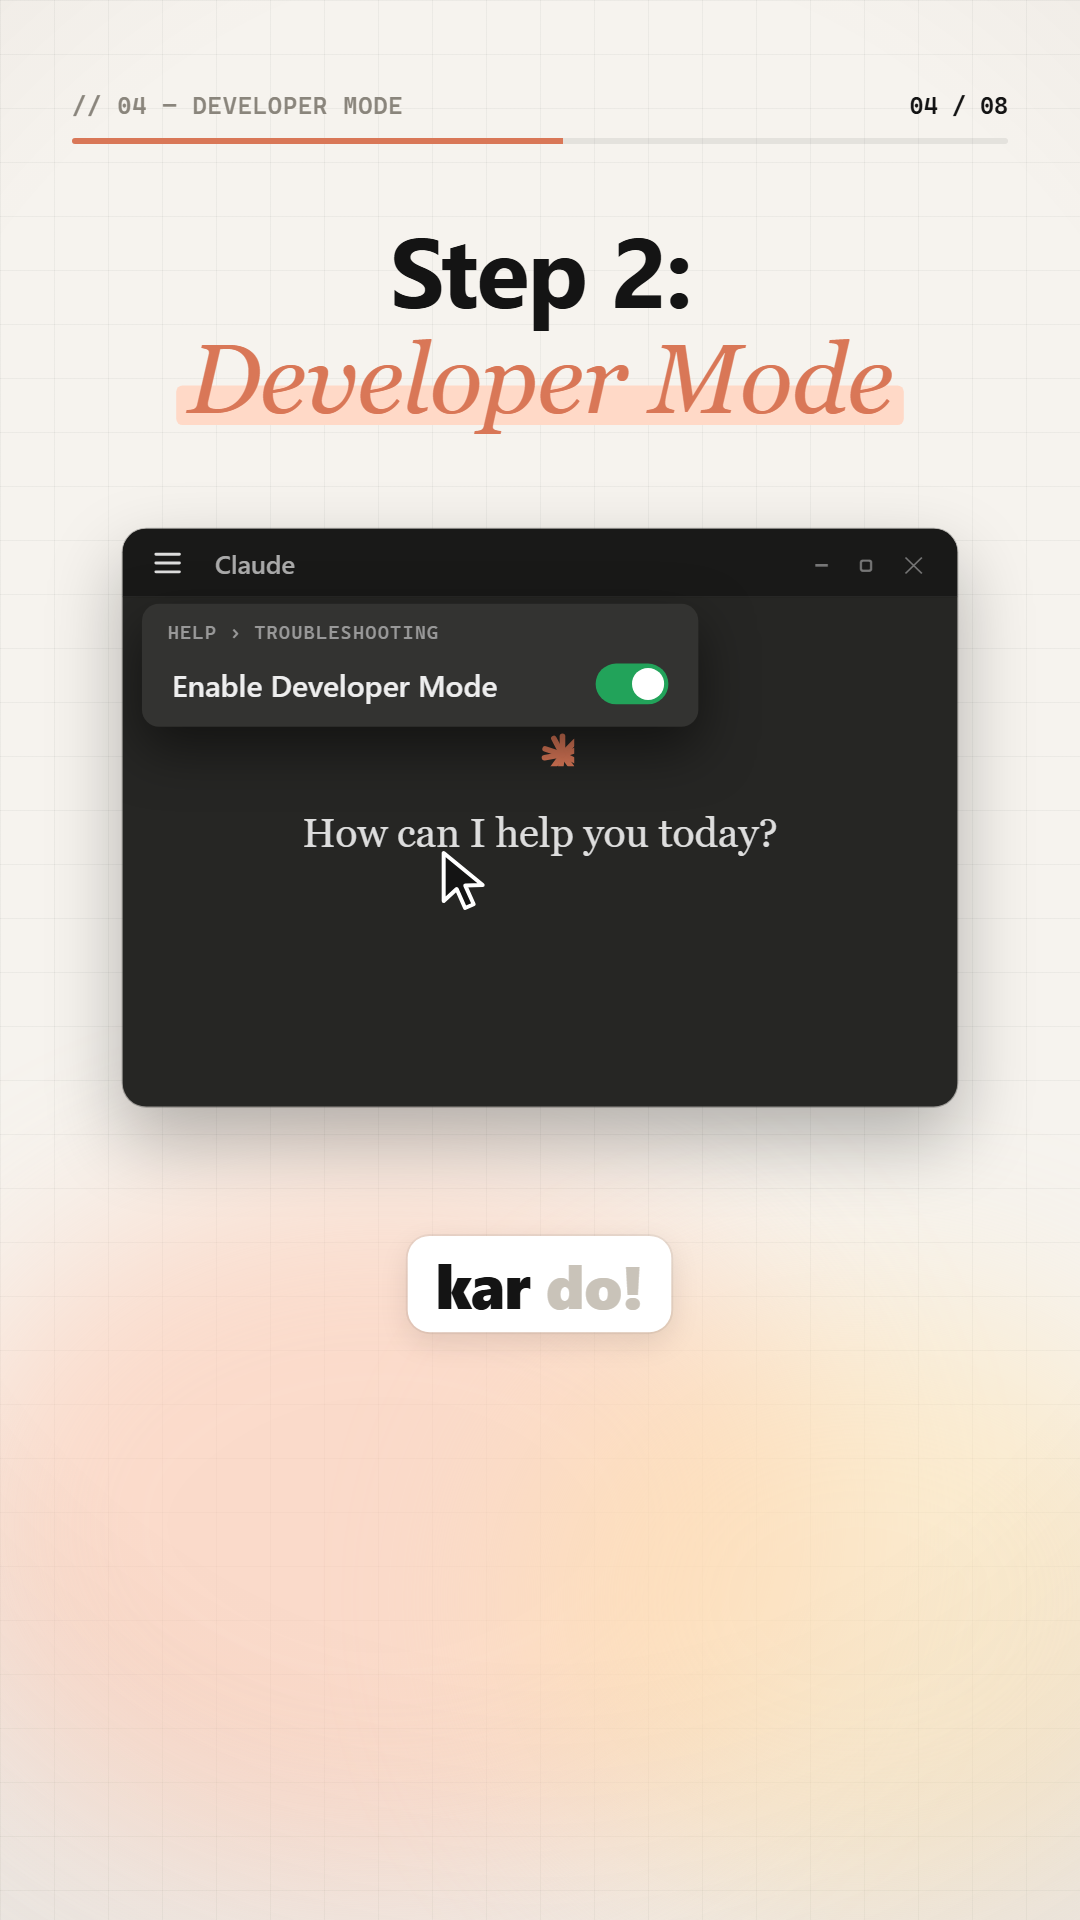 // 04 — DEVELOPER MODE
04 / 08
Step 2:
Developer Mode
Claude
HELP › TROUBLESHOOTING
Enable Developer Mode
How can I help you today?
kar do!